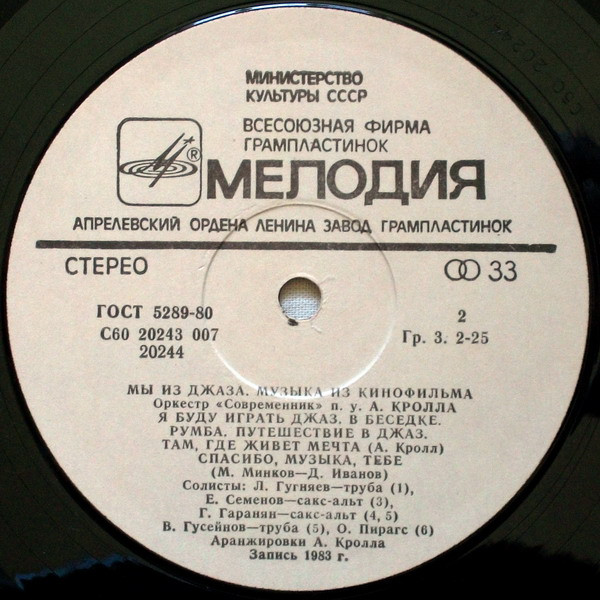 МИНИСТЕРСТВО
КУЛЬТУРЫ СССР
ВСЕСОЮЗНАЯ ФИРМА
ГРАМПЛАСТИНОК
®
МЕЛОДИЯ
АПРЕЛЕВСКИЙ ОРДЕНА ЛЕНИНА ЗАВОД ГРАМПЛАСТИНОК
СТЕРЕО
33
ГОСТ 5289-80
С60 20243 007
20244
2
Гр. 3. 2-25
МЫ ИЗ ДЖАЗА. МУЗЫКА ИЗ КИНОФИЛЬМА
Оркестр «Современник» п. у. А. КРОЛЛА
Я БУДУ ИГРАТЬ ДЖАЗ. В БЕСЕДКЕ.
РУМБА. ПУТЕШЕСТВИЕ В ДЖАЗ.
ТАМ, ГДЕ ЖИВЕТ МЕЧТА (А. Кролл)
СПАСИБО, МУЗЫКА, ТЕБЕ
(М. Минков—Д. Иванов)
Солисты: Л. Гугняев—труба (1),
Е. Семенов—сакс-альт (3),
Г. Гаранян—сакс-альт (4, 5)
В. Гусейнов—труба (5), О. Пирагс (6)
Аранжировки А. Кролла
Запись 1983 г.